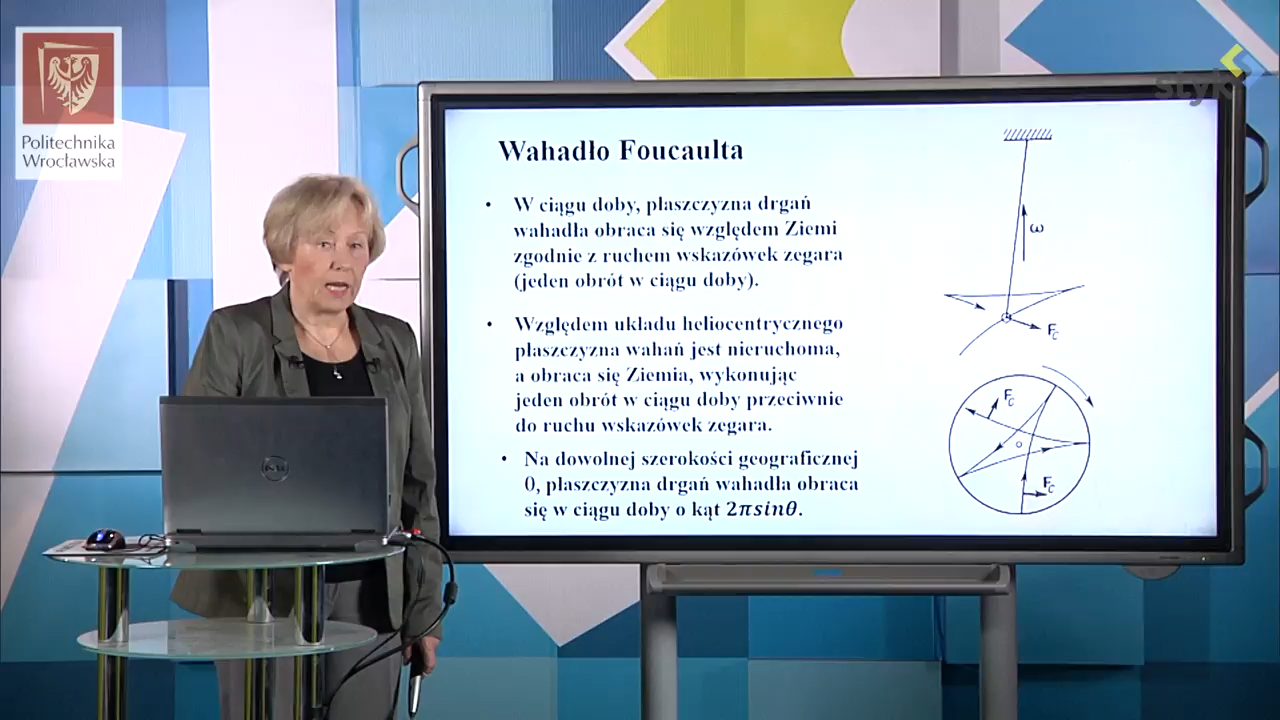 Politechnika
Wrocławska
styk
Wahadło Foucaulta
• W ciągu doby, płaszczyzna drgań
wahadła obraca się względem Ziemi
zgodnie z ruchem wskazówek zegara
(jeden obrót w ciągu doby).
• Względem układu heliocentrycznego
płaszczyzna wahań jest nieruchoma,
a obraca się Ziemia, wykonując
jeden obrót w ciągu doby przeciwnie
do ruchu wskazówek zegara.
• Na dowolnej szerokości geograficznej
θ, płaszczyzna drgań wahadła obraca
się w ciągu doby o kąt 2πsinθ.
ω
Fc
Fc
o
Fc
DELL